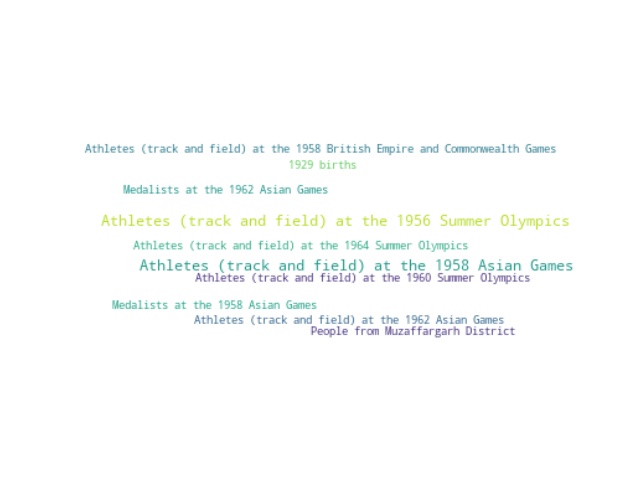 Athletes (track and field) at the 1958 British Empire and Commonwealth Games
1929 births
Medalists at the 1962 Asian Games
Athletes (track and field) at the 1956 Summer Olympics
Athletes (track and field) at the 1964 Summer Olympics
Athletes (track and field) at the 1958 Asian Games
Athletes (track and field) at the 1960 Summer Olympics
Medalists at the 1958 Asian Games
Athletes (track and field) at the 1962 Asian Games
People from Muzaffargarh District